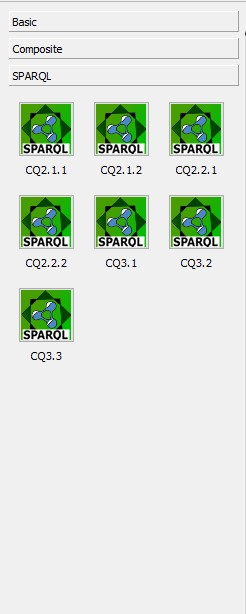 Basic
Composite
SPARQL
SPARQL SPARQL SPARQL
CQ2.1.1 CQ2.1.2 CQ2.2.1
SPARQL SPARQL SPARQL
CQ2.2.2 CQ3.1 CQ3.2
SPARQL
CQ3.3